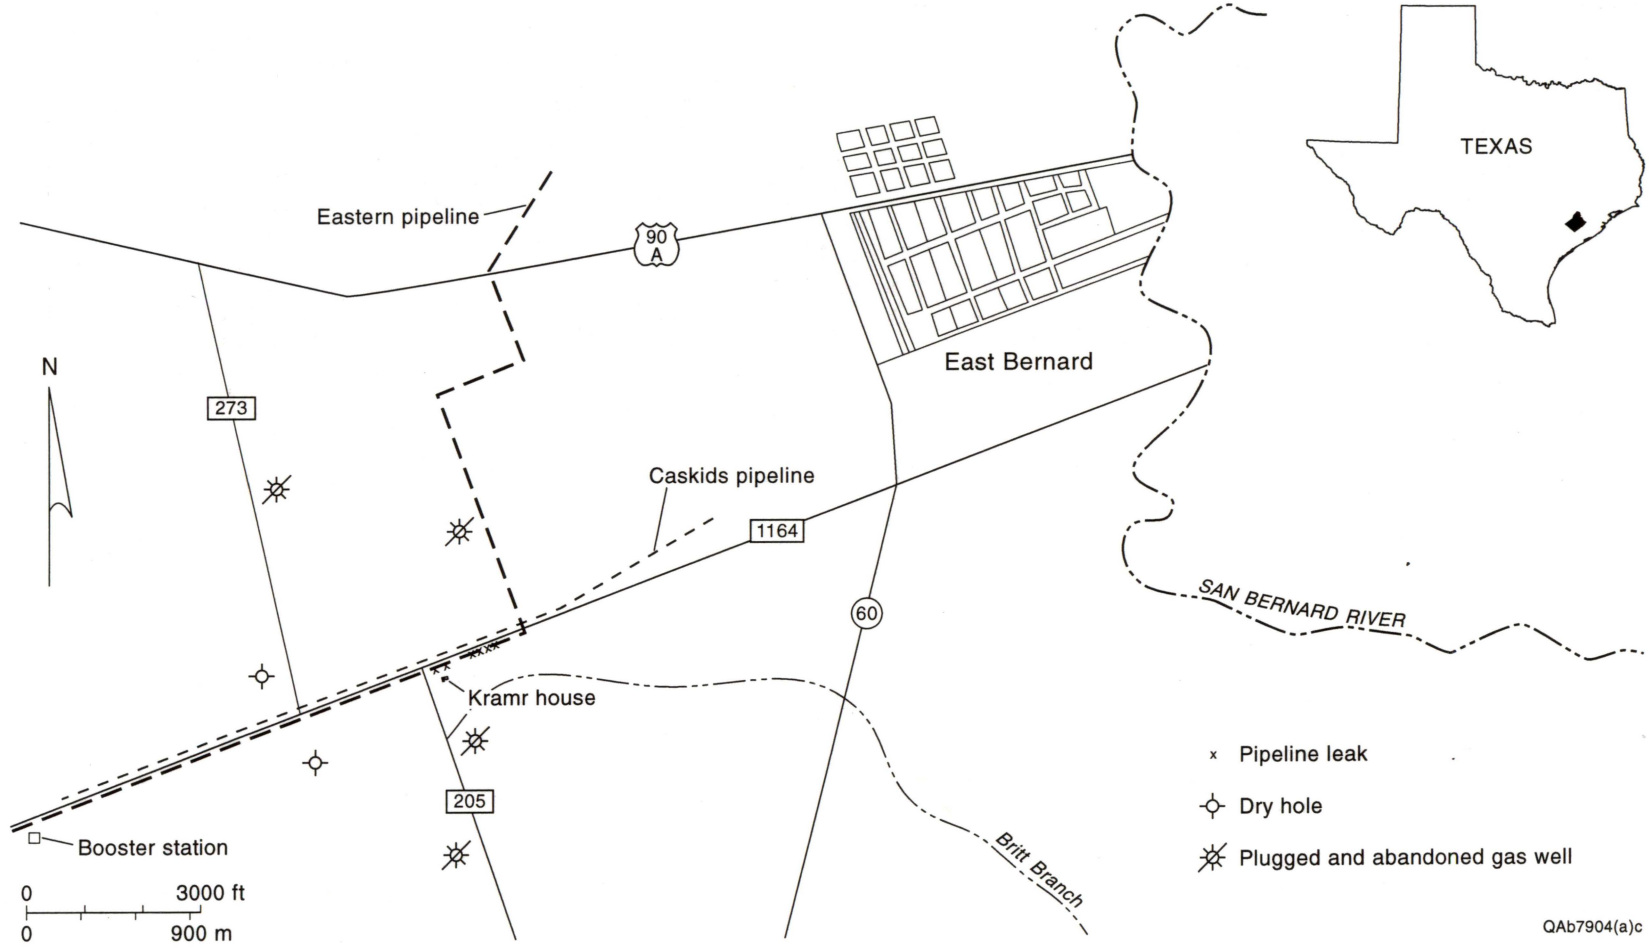 TEXAS
Eastern pipeline
90
A
East Bernard
N
273
Caskids pipeline
1164
SAN BERNARD RIVER
60
Kramr house
x Pipeline leak
205
Dry hole
Booster station
Britt Branch
Plugged and abandoned gas well
0 3000 ft
0 900 m
QAb7904(a)c